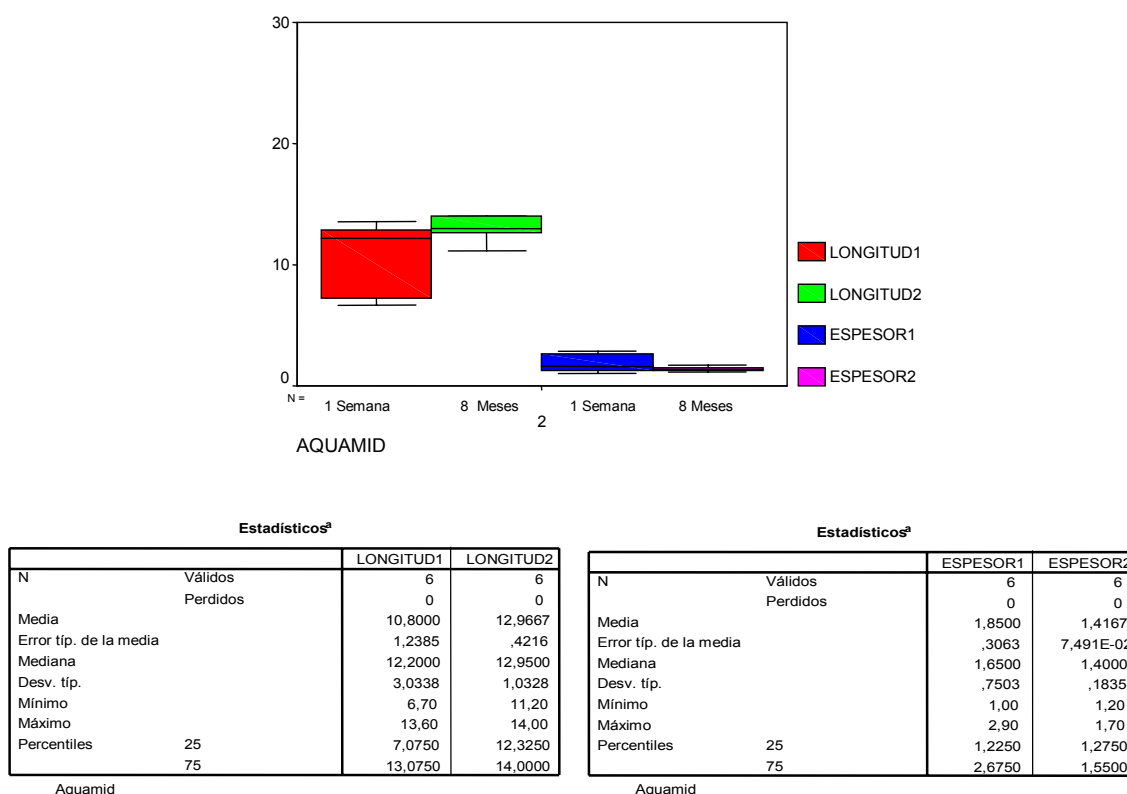 30
20
10
0
N =
1 Semana 8 Meses 1 Semana 8 Meses
2
AQUAMID
LONGITUD1
LONGITUD2
ESPESOR1
ESPESOR2
Estadísticosª
LONGITUD1 LONGITUD2
N Válidos 6 6
Perdidos 0 0
Media 10,8000 12,9667
Error típ. de la media 1,2385 ,4216
Mediana 12,2000 12,9500
Desv. típ. 3,0338 1,0328
Mínimo 6,70 11,20
Máximo 13,60 14,00
Percentiles 25 7,0750 12,3250
75 13,0750 14,0000
Aquamid
Estadísticosª
ESPESOR1 ESPESOR2
N Válidos 6 6
Perdidos 0 0
Media 1,8500 1,4167
Error típ. de la media ,3063 7,491E-02
Mediana 1,6500 1,4000
Desv. típ. ,7503 ,1835
Mínimo 1,00 1,20
Máximo 2,90 1,70
Percentiles 25 1,2250 1,2750
75 2,6750 1,5500
Aquamid